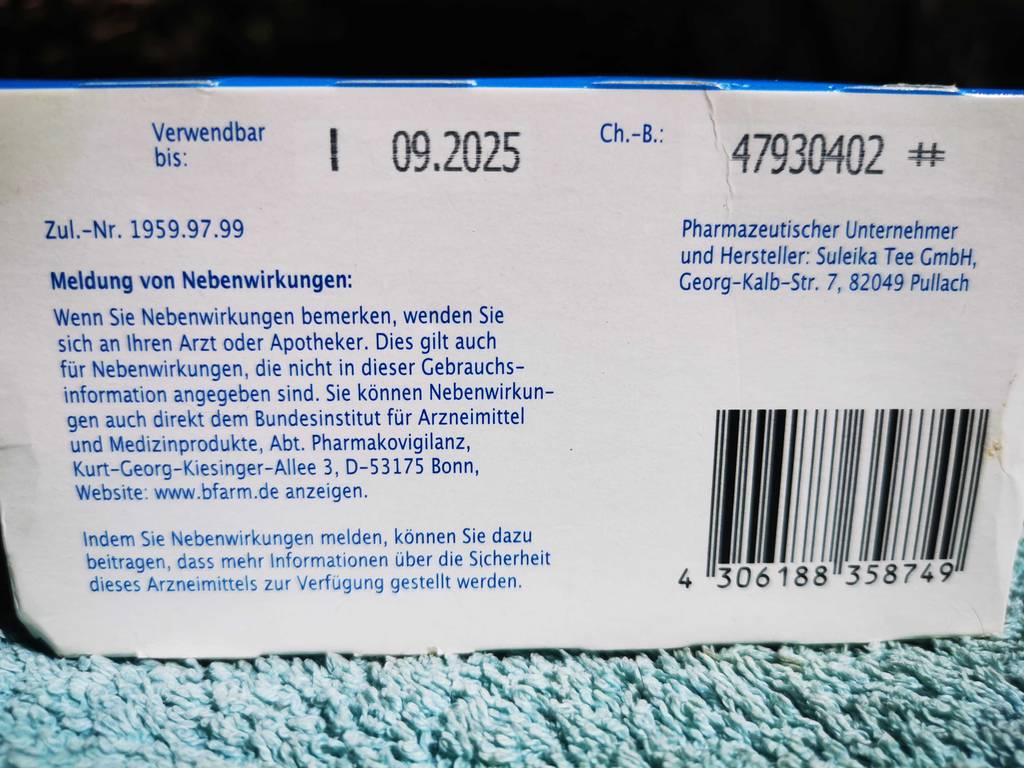 Verwendbar
bis:
I 09.2025
Ch.-B.:
47930402 #
Zul.-Nr. 1959.97.99
Meldung von Nebenwirkungen:
Wenn Sie Nebenwirkungen bemerken, wenden Sie
sich an Ihren Arzt oder Apotheker. Dies gilt auch
für Nebenwirkungen, die nicht in dieser Gebrauchs-
information angegeben sind. Sie können Nebenwirkun-
gen auch direkt dem Bundesinstitut für Arzneimittel
und Medizinprodukte, Abt. Pharmakovigilanz,
Kurt-Georg-Kiesinger-Allee 3, D-53175 Bonn,
Website: www.bfarm.de anzeigen.
Indem Sie Nebenwirkungen melden, können Sie dazu
beitragen, dass mehr Informationen über die Sicherheit
dieses Arzneimittels zur Verfügung gestellt werden.
Pharmazeutischer Unternehmer
und Hersteller: Suleika Tee GmbH,
Georg-Kalb-Str. 7, 82049 Pullach
4 306188 358749